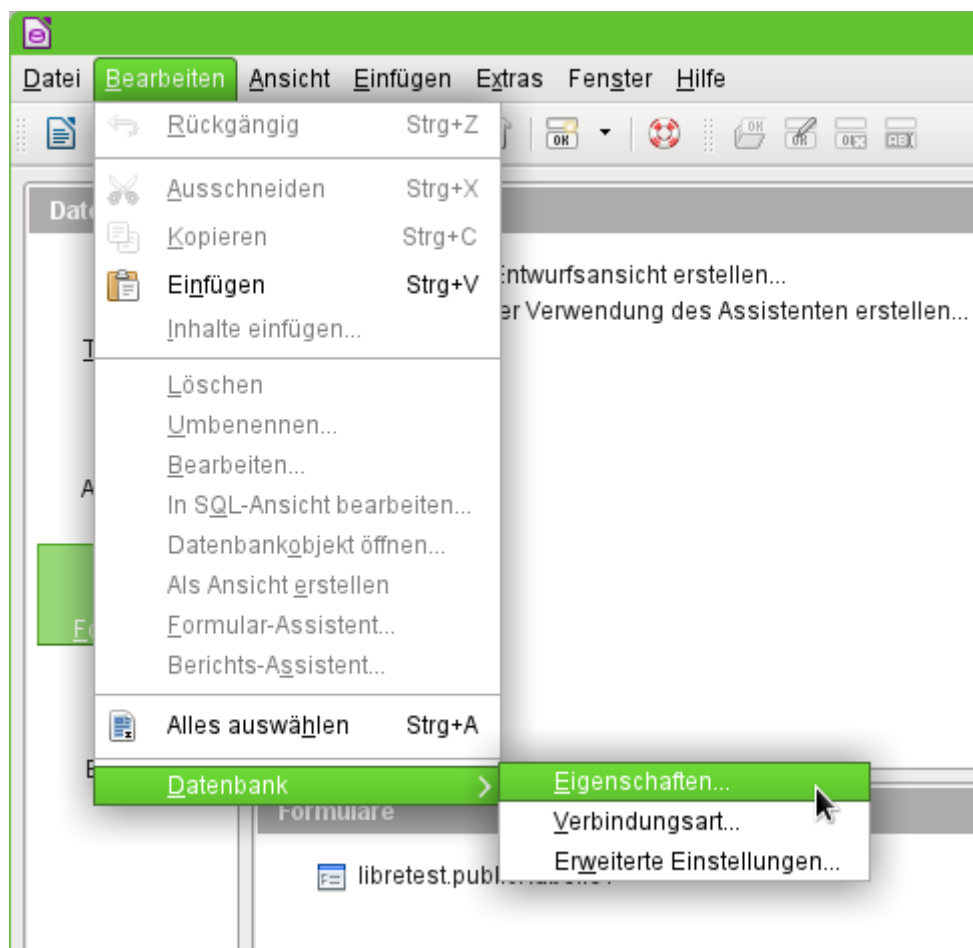 Datei Bearbeiten Ansicht Einfügen Extras Fenster Hilfe
Rückgängig Strg+Z
Ausschneiden Strg+X
Kopieren Strg+C
Einfügen Strg+V
Inhalte einfügen...
Löschen
Umbenennen...
Bearbeiten...
In SQL-Ansicht bearbeiten...
Datenbankobjekt öffnen...
Als Ansicht erstellen
Formular-Assistent...
Berichts-Assistent...
Alles auswählen Strg+A
Datenbank
Eigenschaften...
Verbindungsart...
Erweiterte Einstellungen...
Entwurfsansicht erstellen...
er Verwendung des Assistenten erstellen...
Formulare